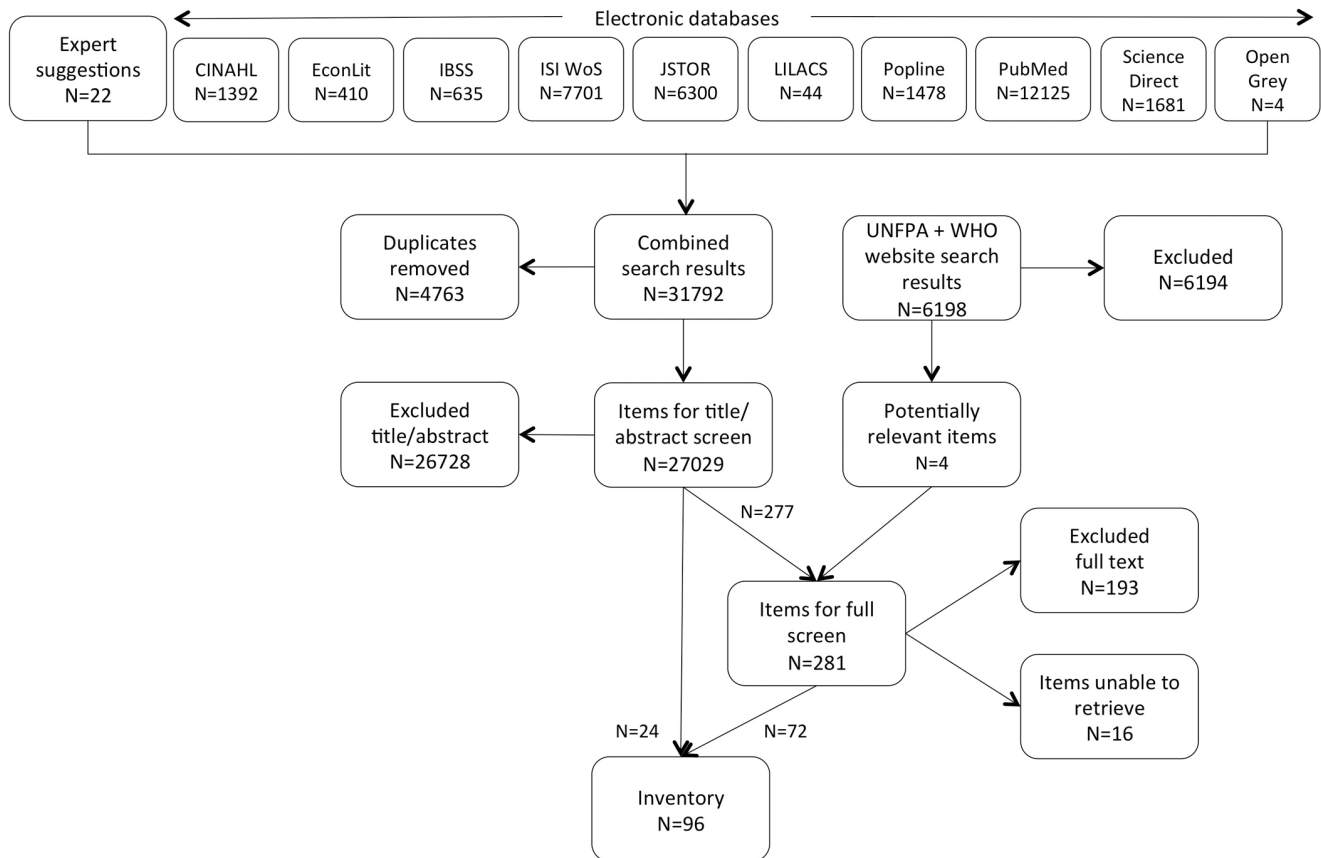 Electronic databases
Expert
suggestions
N=22
CINAHL
N=1392
EconLit
N=410
IBSS
N=635
ISI WoS
N=7701
JSTOR
N=6300
LILACS
N=44
Popline
N=1478
PubMed
N=12125
Science
Direct
N=1681
Open
Grey
N=4
Duplicates
removed
N=4763
Combined
search results
N=31792
UNFPA + WHO
website search
results
N=6198
Excluded
N=6194
Excluded
title/abstract
N=26728
Items for title/
abstract screen
N=27029
Potentially
relevant items
N=4
N=277
Excluded
full text
N=193
Items for full
screen
N=281
Items unable to
retrieve
N=16
N=24
N=72
Inventory
N=96